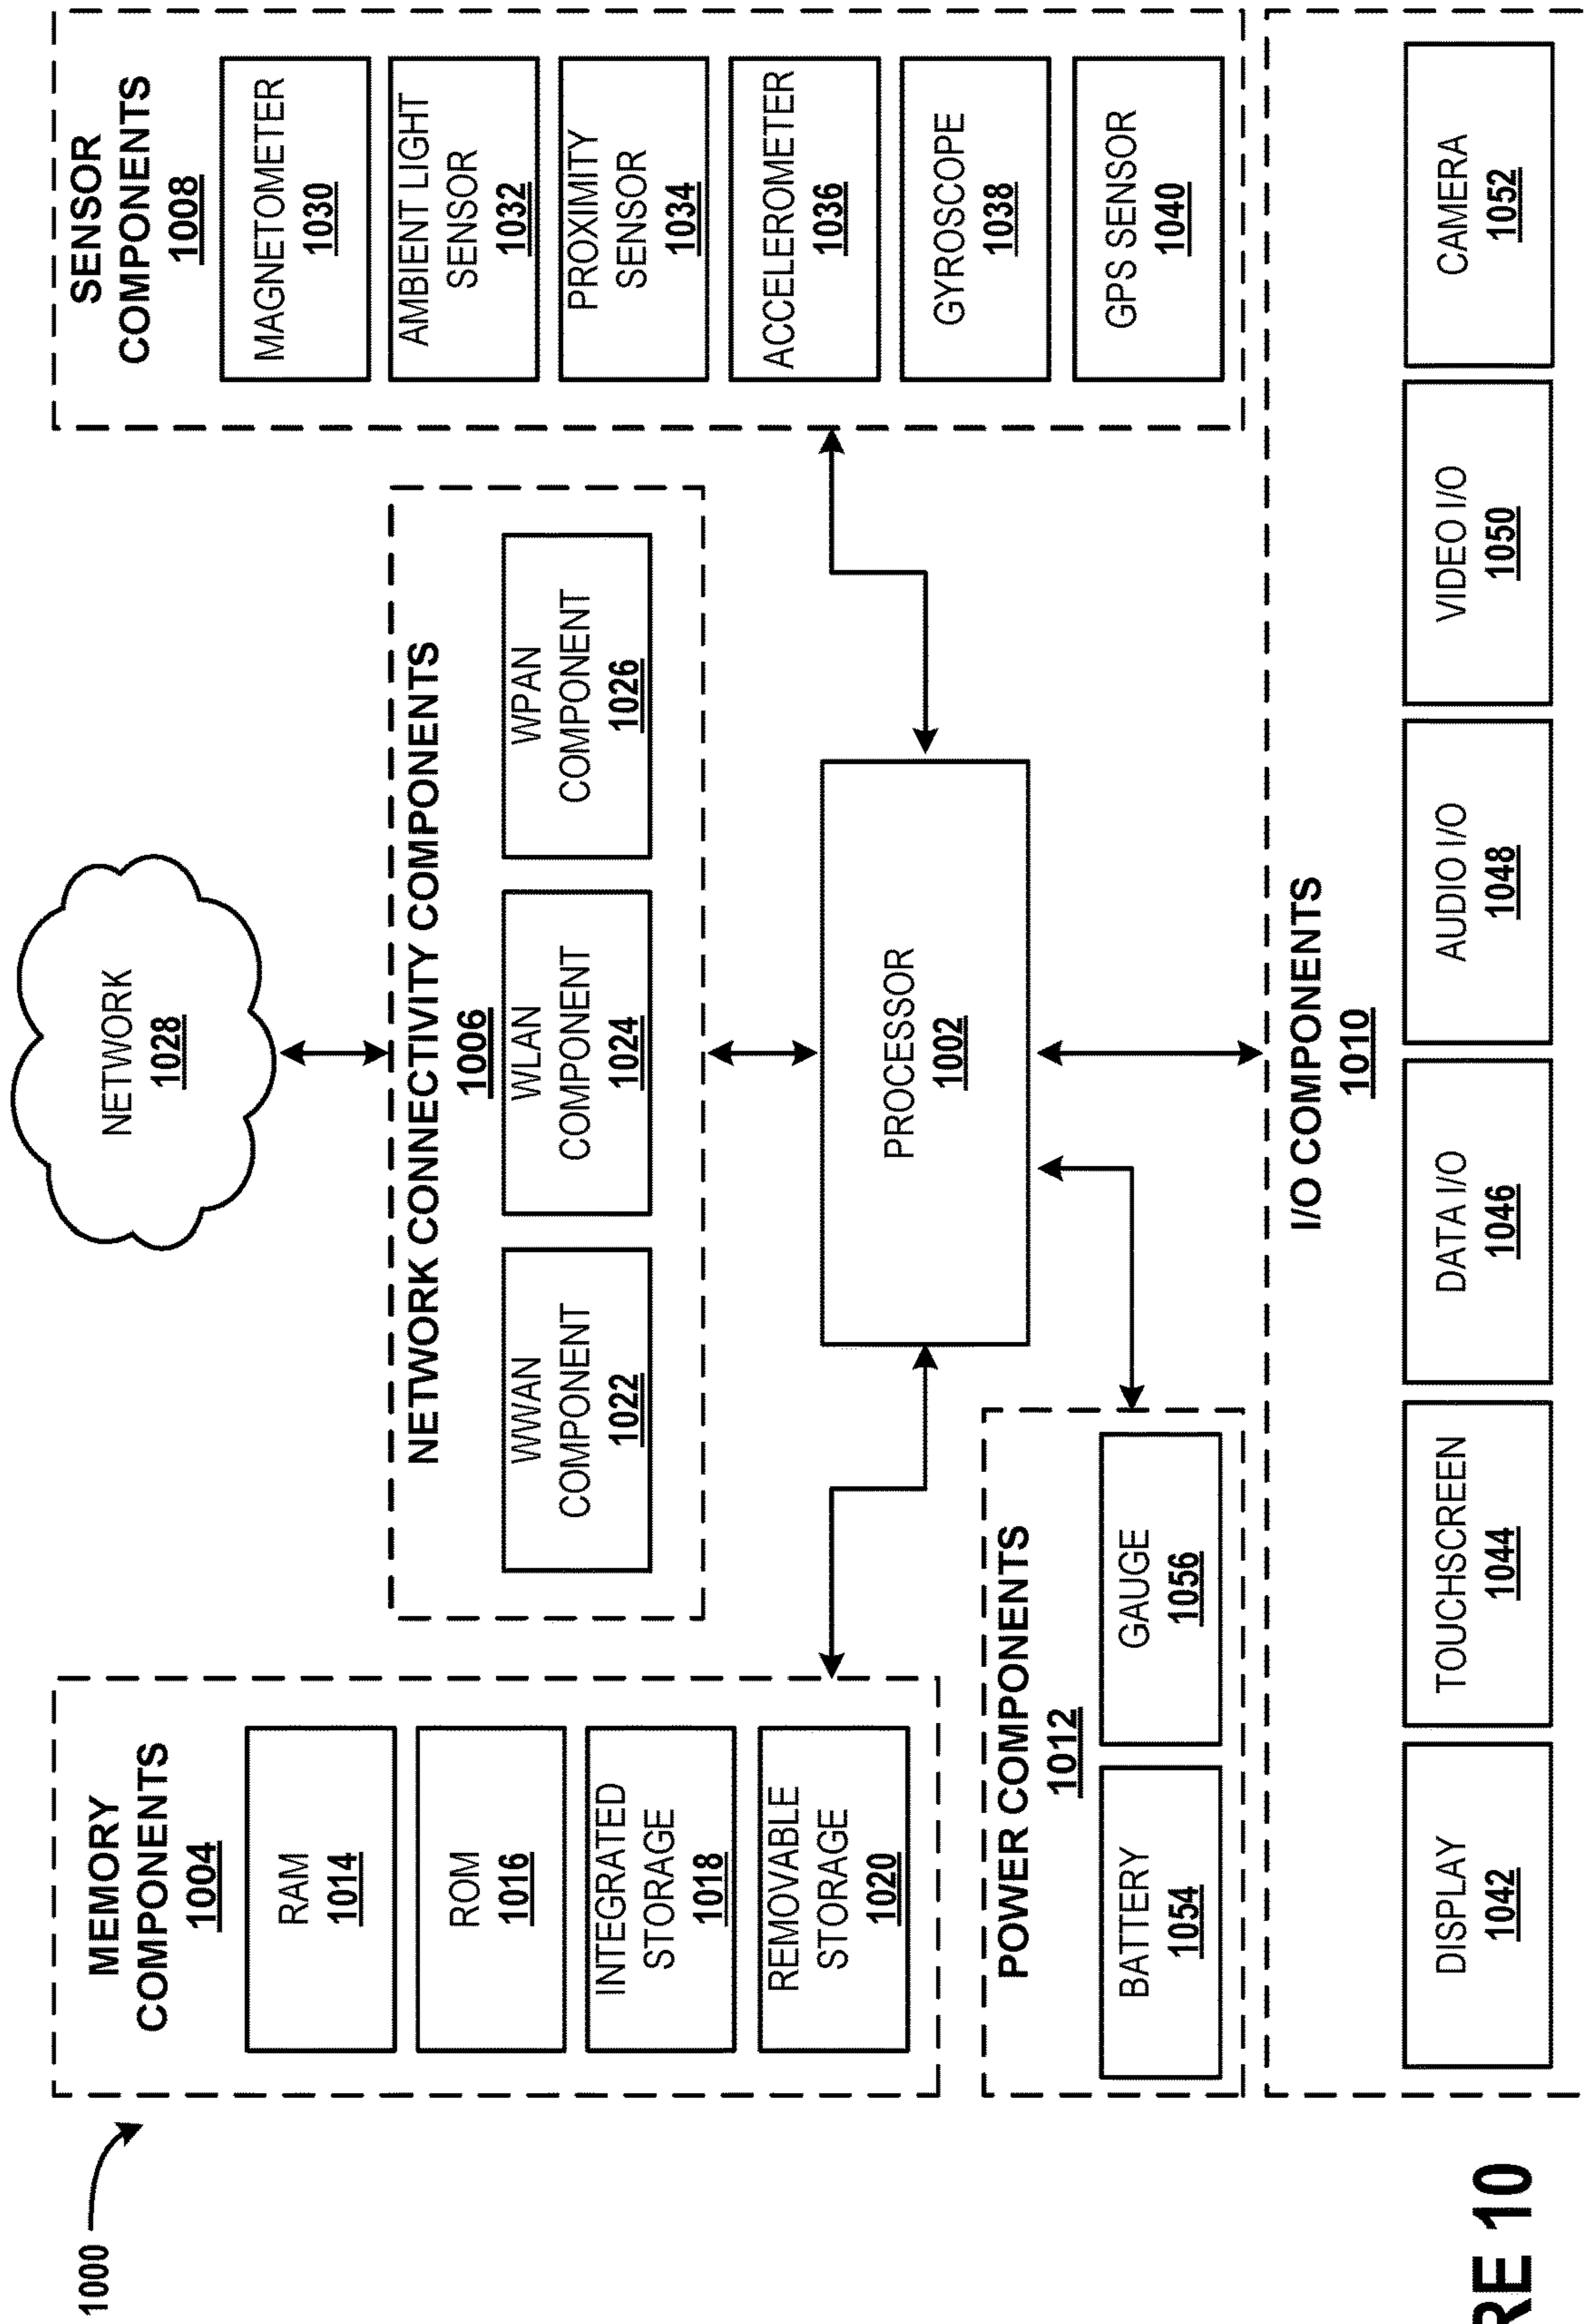 1000
MEMORY
COMPONENTS
1004
RAM
1014
ROM
1016
INTEGRATED
STORAGE
1018
REMOVABLE
STORAGE
1020
NETWORK
1028
NETWORK CONNECTIVITY COMPONENTS
1006
WWAN
COMPONENT
1022
WLAN
COMPONENT
1024
WPAN
COMPONENT
1026
SENSOR
COMPONENTS
1008
MAGNETOMETER
1030
AMBIENT LIGHT
SENSOR
1032
PROXIMITY
SENSOR
1034
ACCELEROMETER
1036
GYROSCOPE
1038
GPS SENSOR
1040
PROCESSOR
1002
POWER COMPONENTS
1012
BATTERY
1054
GAUGE
1056
I/O COMPONENTS
1010
DISPLAY
1042
TOUCHSCREEN
1044
DATA I/O
1046
AUDIO I/O
1048
VIDEO I/O
1050
CAMERA
1052
RE 10